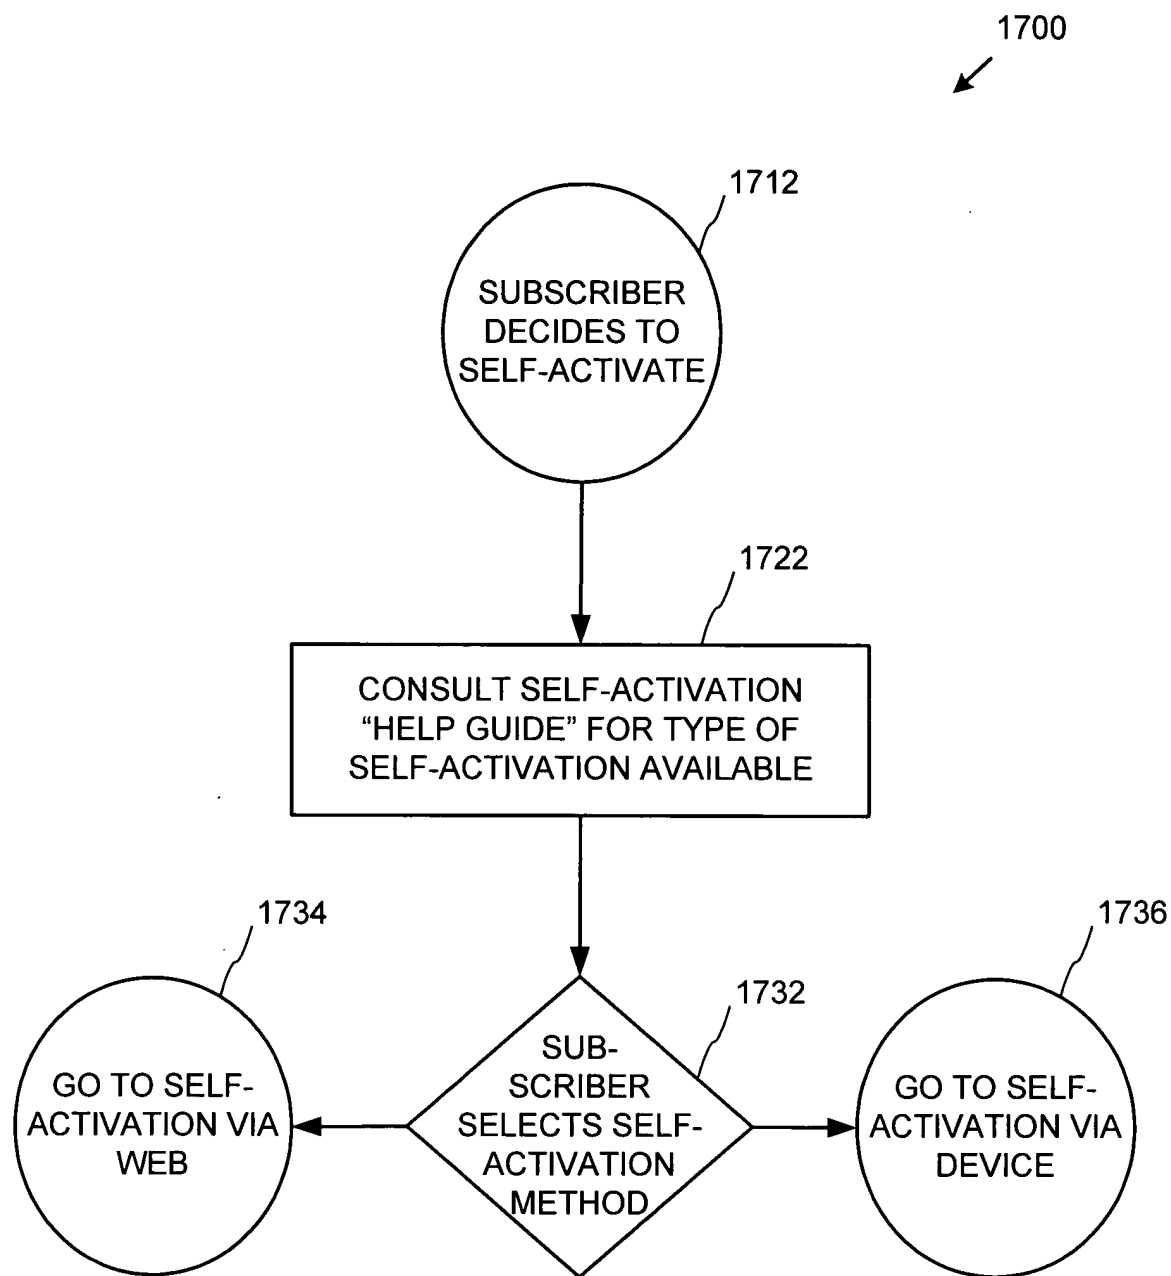 1700
1712
SUBSCRIBER
DECIDES TO
SELF-ACTIVATE
1722
CONSULT SELF-ACTIVATION
“HELP GUIDE” FOR TYPE OF
SELF-ACTIVATION AVAILABLE
1734
GO TO SELF-
ACTIVATION VIA
WEB
1732
SUB-
SCRIBER
SELECTS SELF-
ACTIVATION
METHOD
1736
GO TO SELF-
ACTIVATION VIA
DEVICE